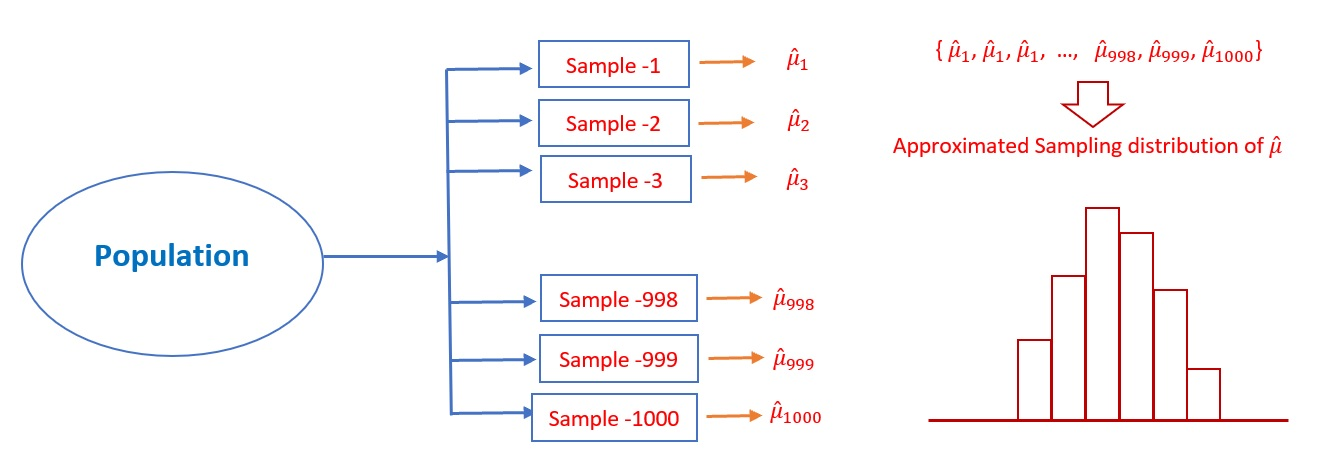 Population
Sample -1
μ̂₁
Sample -2
μ̂₂
Sample -3
μ̂₃
Sample -998
μ̂₉₉₈
Sample -999
μ̂₉₉₉
Sample -1000
μ̂₁₀₀₀
{ μ̂₁, μ̂₁, μ̂₁, ..., μ̂₉₉₈, μ̂₉₉₉, μ̂₁₀₀₀}
Approximated Sampling distribution of μ̂